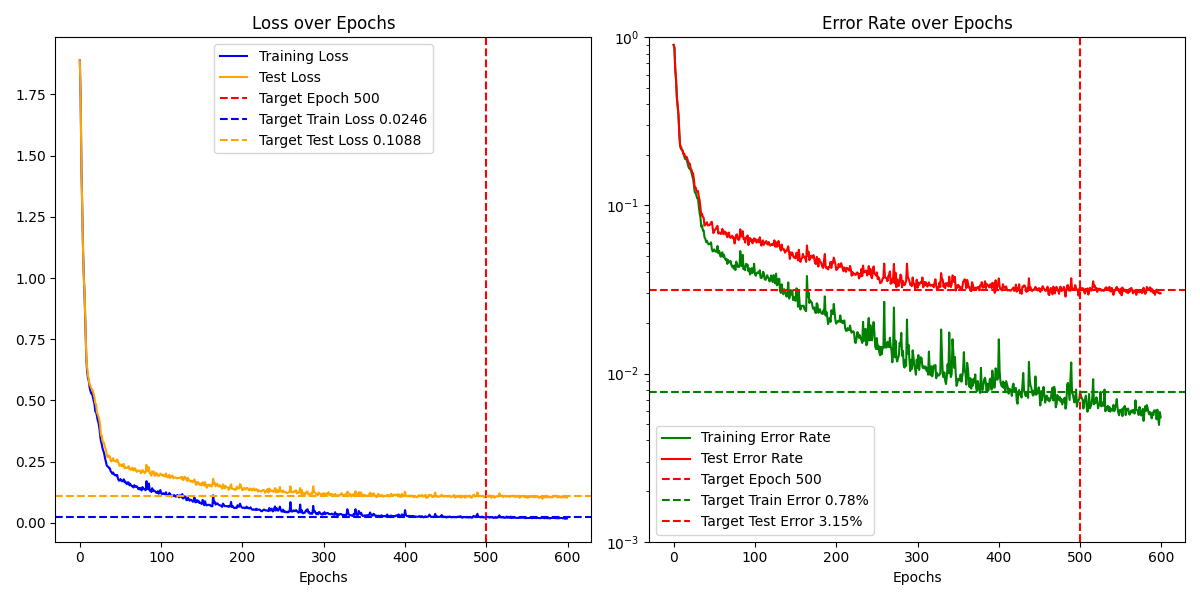 Loss over Epochs
Training Loss
Test Loss
Target Epoch 500
Target Train Loss 0.0246
Target Test Loss 0.1088
1.75
1.50
1.25
1.00
0.75
0.50
0.25
0.00
0 100 200 300 400 500 600
Epochs
Error Rate over Epochs
10^0
10^-1
10^-2
10^-3
Training Error Rate
Test Error Rate
Target Epoch 500
Target Train Error 0.78%
Target Test Error 3.15%
0 100 200 300 400 500 600
Epochs